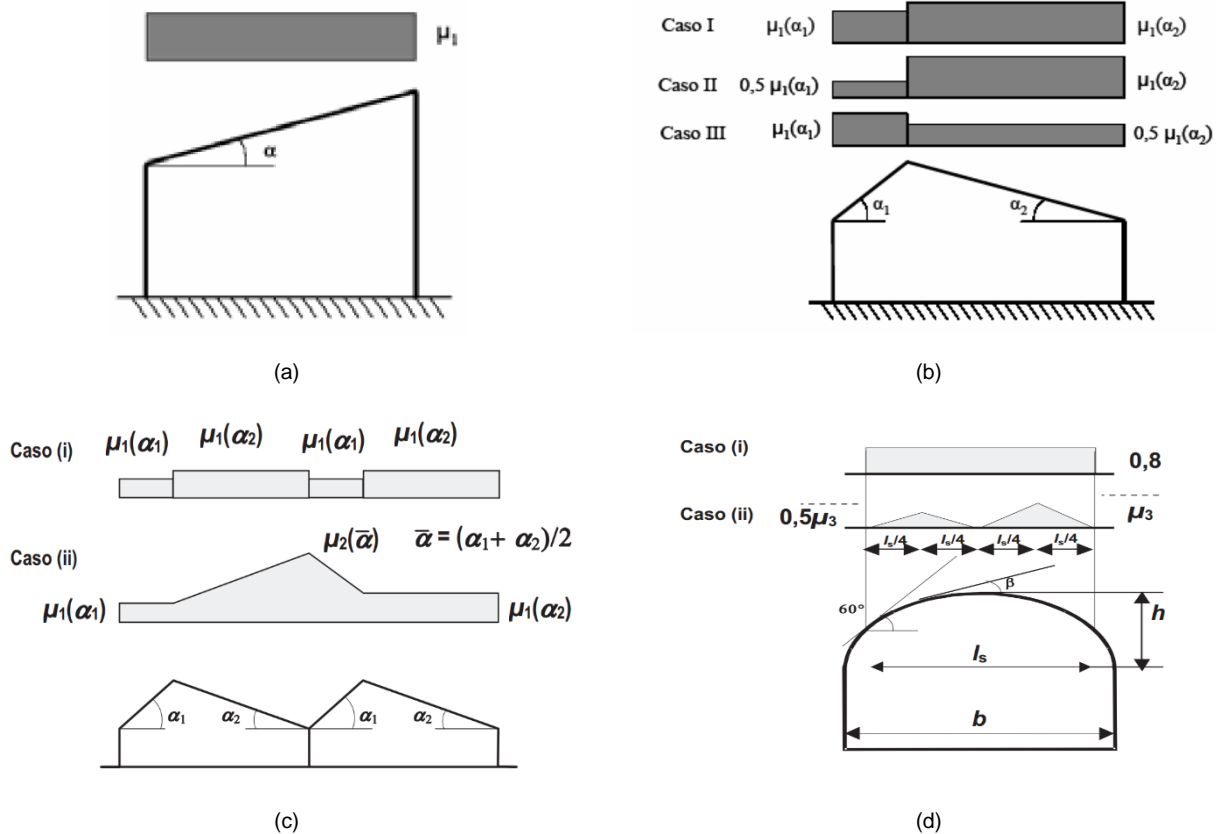 μ₁
α
(a)
Caso I μ₁(α₁) μ₁(α₂)
Caso II 0,5 μ₁(α₁) μ₁(α₂)
Caso III μ₁(α₁) 0,5 μ₁(α₂)
α₁ α₂
(b)
Caso (i) μ₁(α₁) μ₁(α₂) μ₁(α₁) μ₁(α₂)
Caso (ii) μ₂(ᾱ) ᾱ = (α₁+ α₂)/2
μ₁(α₁) μ₁(α₂)
α₁ α₂ α₁ α₂
(c)
Caso (i) 0,8
Caso (ii) 0,5μ₃ μ₃
lₛ/4 lₛ/4 lₛ/4 lₛ/4
β
60° h
lₛ
b
(d)